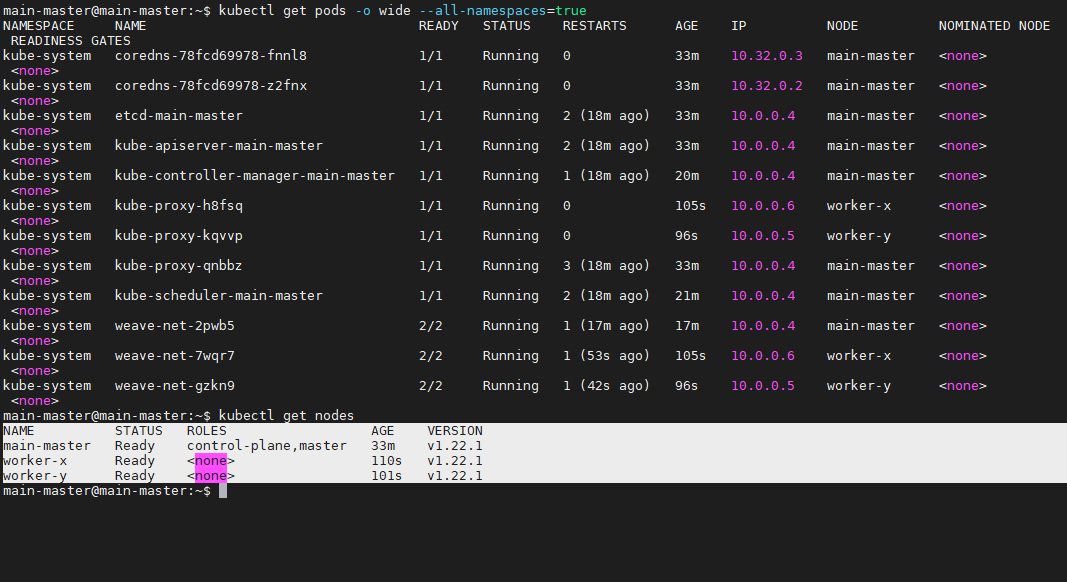 main-master@main-master:~$ kubectl get pods -o wide --all-namespaces=true
NAMESPACE     NAME                                  READY   STATUS    RESTARTS      AGE    IP          NODE          NOMINATED NODE
 READINESS GATES
kube-system   coredns-78fcd69978-fnnl8              1/1     Running   0             33m    10.32.0.3   main-master   <none>
 <none>
kube-system   coredns-78fcd69978-z2fnx              1/1     Running   0             33m    10.32.0.2   main-master   <none>
 <none>
kube-system   etcd-main-master                      1/1     Running   2 (18m ago)   33m    10.0.0.4    main-master   <none>
 <none>
kube-system   kube-apiserver-main-master            1/1     Running   2 (18m ago)   33m    10.0.0.4    main-master   <none>
 <none>
kube-system   kube-controller-manager-main-master   1/1     Running   1 (18m ago)   20m    10.0.0.4    main-master   <none>
 <none>
kube-system   kube-proxy-h8fsq                      1/1     Running   0             105s   10.0.0.6    worker-x      <none>
 <none>
kube-system   kube-proxy-kqvvp                      1/1     Running   0             96s    10.0.0.5    worker-y      <none>
 <none>
kube-system   kube-proxy-qnbbz                      1/1     Running   3 (18m ago)   33m    10.0.0.4    main-master   <none>
 <none>
kube-system   kube-scheduler-main-master            1/1     Running   2 (18m ago)   21m    10.0.0.4    main-master   <none>
 <none>
kube-system   weave-net-2pwb5                       2/2     Running   1 (17m ago)   17m    10.0.0.4    main-master   <none>
 <none>
kube-system   weave-net-7wqr7                       2/2     Running   1 (53s ago)   105s   10.0.0.6    worker-x      <none>
 <none>
kube-system   weave-net-gzkn9                       2/2     Running   1 (42s ago)   96s    10.0.0.5    worker-y      <none>
 <none>
main-master@main-master:~$ kubectl get nodes
NAME          STATUS   ROLES                  AGE    VERSION
main-master   Ready    control-plane,master   33m    v1.22.1
worker-x      Ready    <none>                 110s   v1.22.1
worker-y      Ready    <none>                 101s   v1.22.1
main-master@main-master:~$